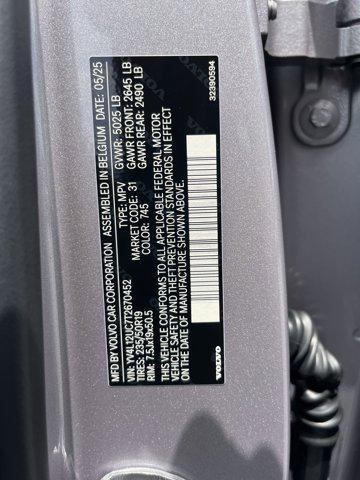 MFD BY VOLVO CAR CORPORATION ASSEMBLED IN BELGIUM DATE: 05/25
GVWR: 5025 LB
GAWR FRONT: 2645 LB
GAWR REAR: 2490 LB
VIN: YV4L12UC7T2670452 TYPE: MPV
TIRES: 235/50R19 MARKET CODE: 31
RIM: 7.5Jx19x50.5 COLOR: 745
THIS VEHICLE CONFORMS TO ALL APPLICABLE FEDERAL MOTOR
VEHICLE SAFETY AND THEFT PREVENTION STANDARDS IN EFFECT
ON THE DATE OF MANUFACTURE SHOWN ABOVE.
VOLVO
32390594